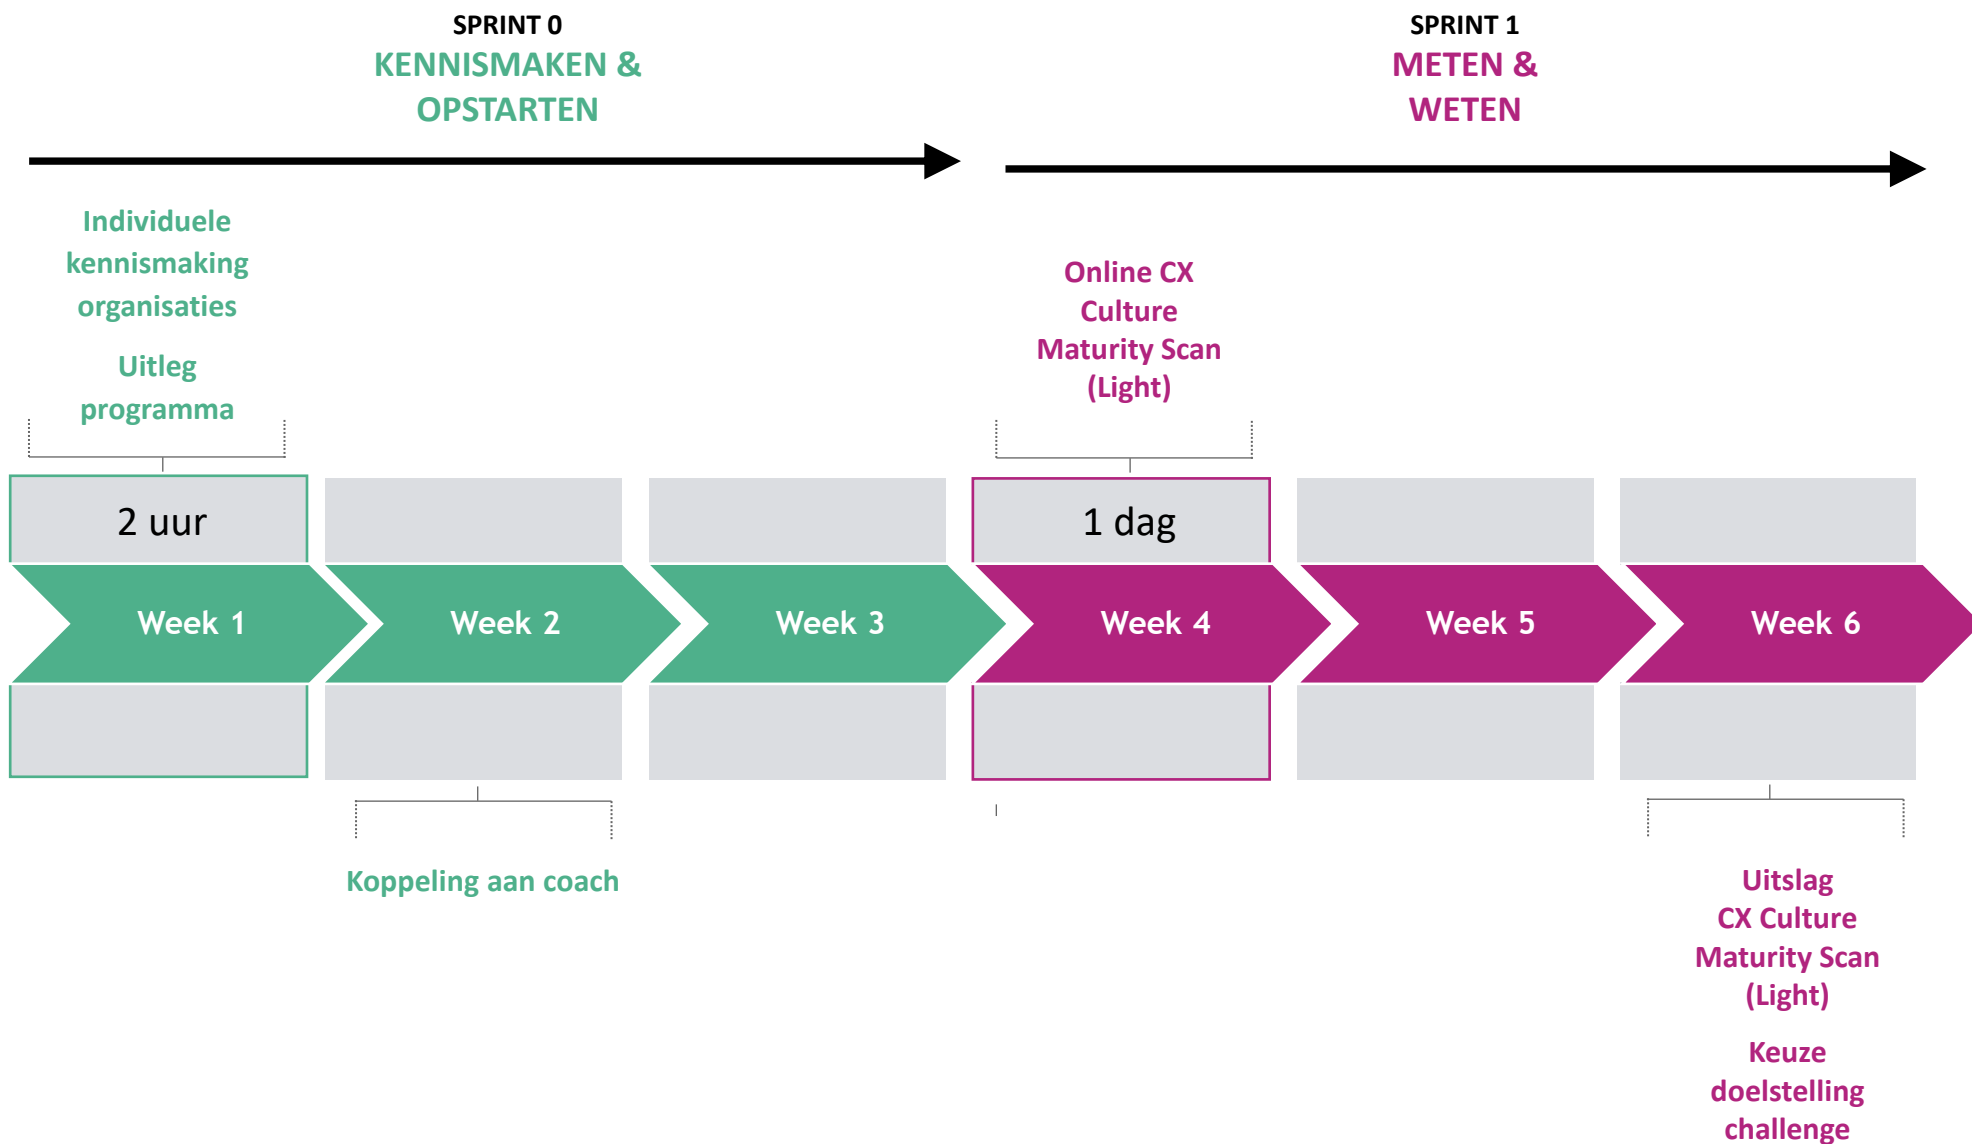 SPRINT 0
KENNISMAKEN &
OPSTARTEN
SPRINT 1
METEN &
WETEN
Individuele
kennismaking
organisaties
Uitleg
programma
Online CX
Culture
Maturity Scan
(Light)
2 uur
1 dag
Week 1
Week 2
Week 3
Week 4
Week 5
Week 6
Koppeling aan coach
Uitslag
CX Culture
Maturity Scan
(Light)
Keuze
doelstelling
challenge